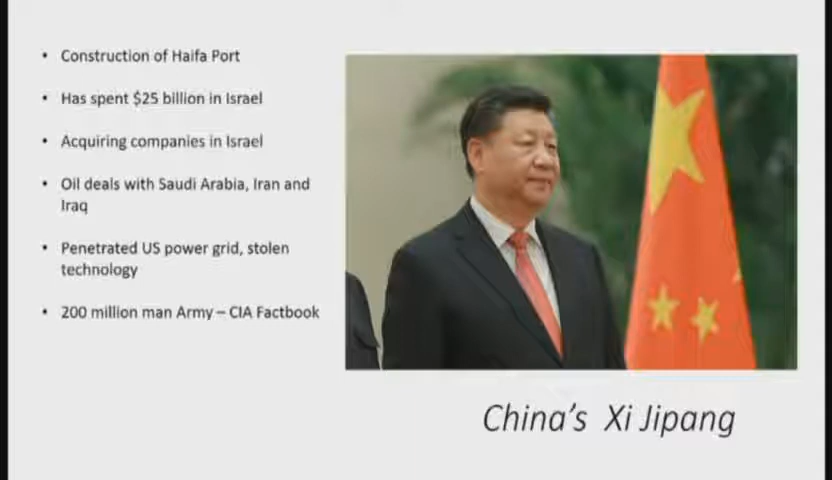 • Construction of Haifa Port
• Has spent $25 billion in Israel
• Acquiring companies in Israel
• Oil deals with Saudi Arabia, Iran and
Iraq
• Penetrated US power grid, stolen
technology
• 200 million man Army – CIA Factbook
China's Xi Jipang